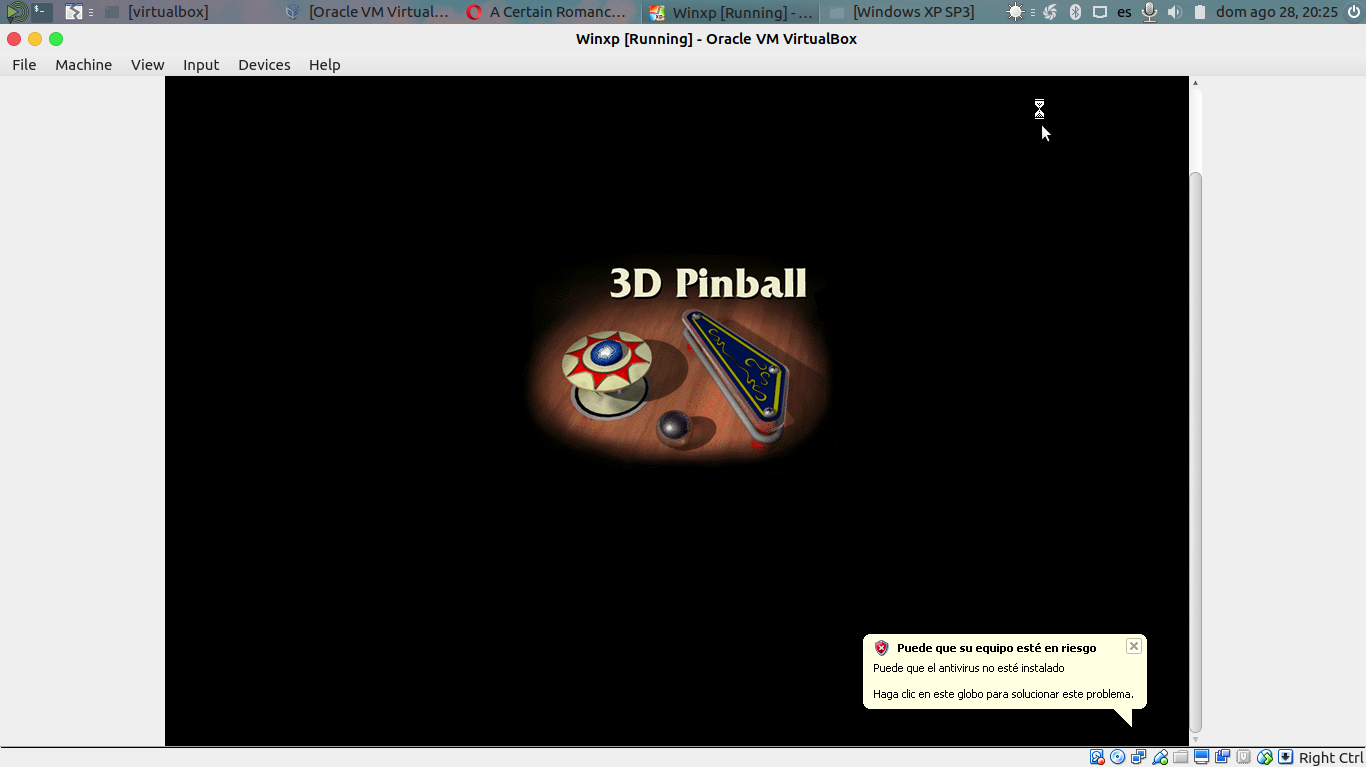 [virtualbox]
[Oracle VM Virtual...
A Certain Romanc...
Winxp [Running] - ...
[Windows XP SP3]
es
dom ago 28, 20:25
Winxp [Running] - Oracle VM VirtualBox
File Machine View Input Devices Help
3D Pinball
Puede que su equipo esté en riesgo
Puede que el antivirus no esté instalado
Haga clic en este globo para solucionar este problema.
Right Ctrl